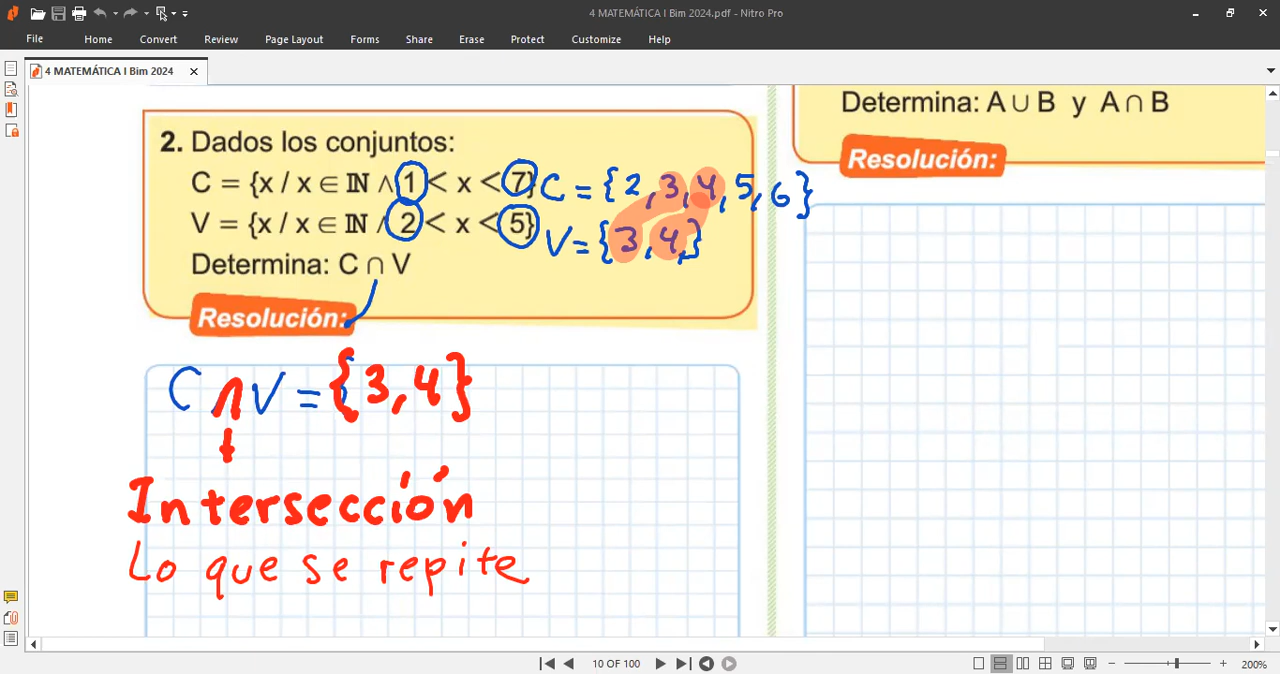 4 MATEMÁTICA I Bim 2024.pdf - Nitro Pro
File Home Convert Review Page Layout Forms Share Erase Protect Customize Help
4 MATEMÁTICA I Bim 2024
2. Dados los conjuntos:
C = {x / x ∈ ℕ ∧ 1 < x < 7} C = {2, 3, 4, 5, 6}
V = {x / x ∈ ℕ ∧ 2 < x < 5} V = {3, 4,}
Determina: C ∩ V
Resolución:
C ∩ V = {3, 4}
Intersección
Lo que se repite
Determina: A ∪ B y A ∩ B
Resolución:
10 OF 100
200%